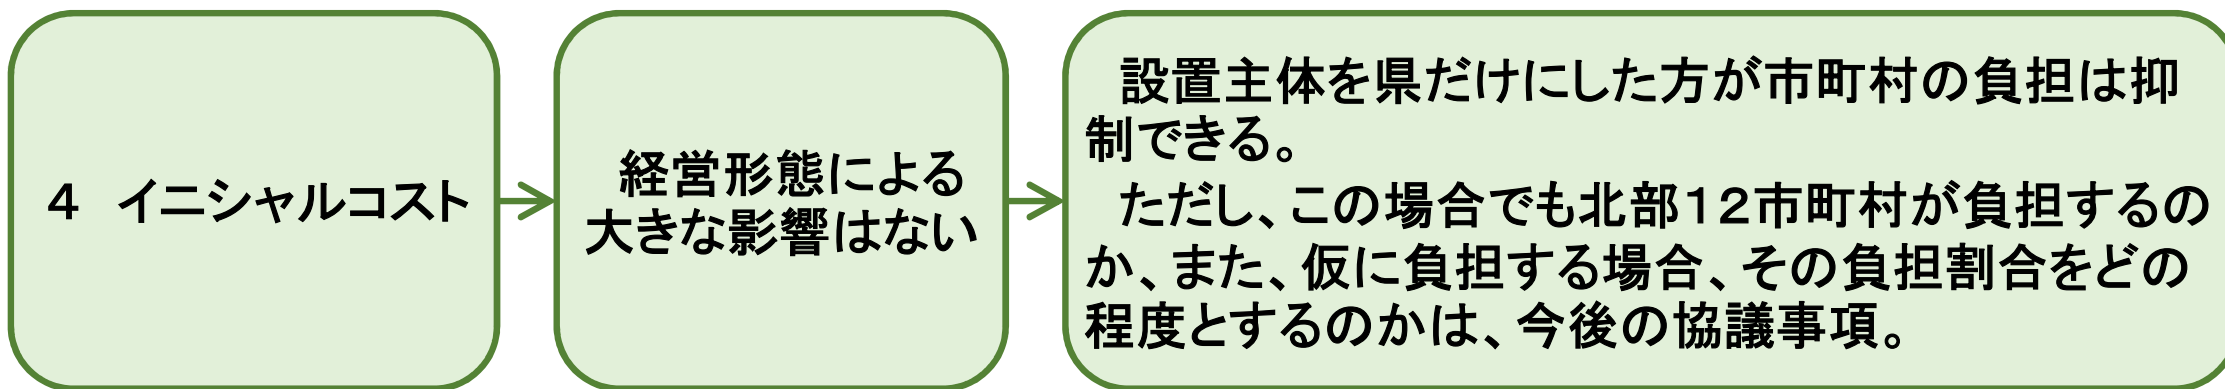 4　イニシャルコスト
経営形態による
大きな影響はない
設置主体を県だけにした方が市町村の負担は抑
制できる。
ただし、この場合でも北部12市町村が負担するの
か、また、仮に負担する場合、その負担割合をどの
程度とするのかは、今後の協議事項。